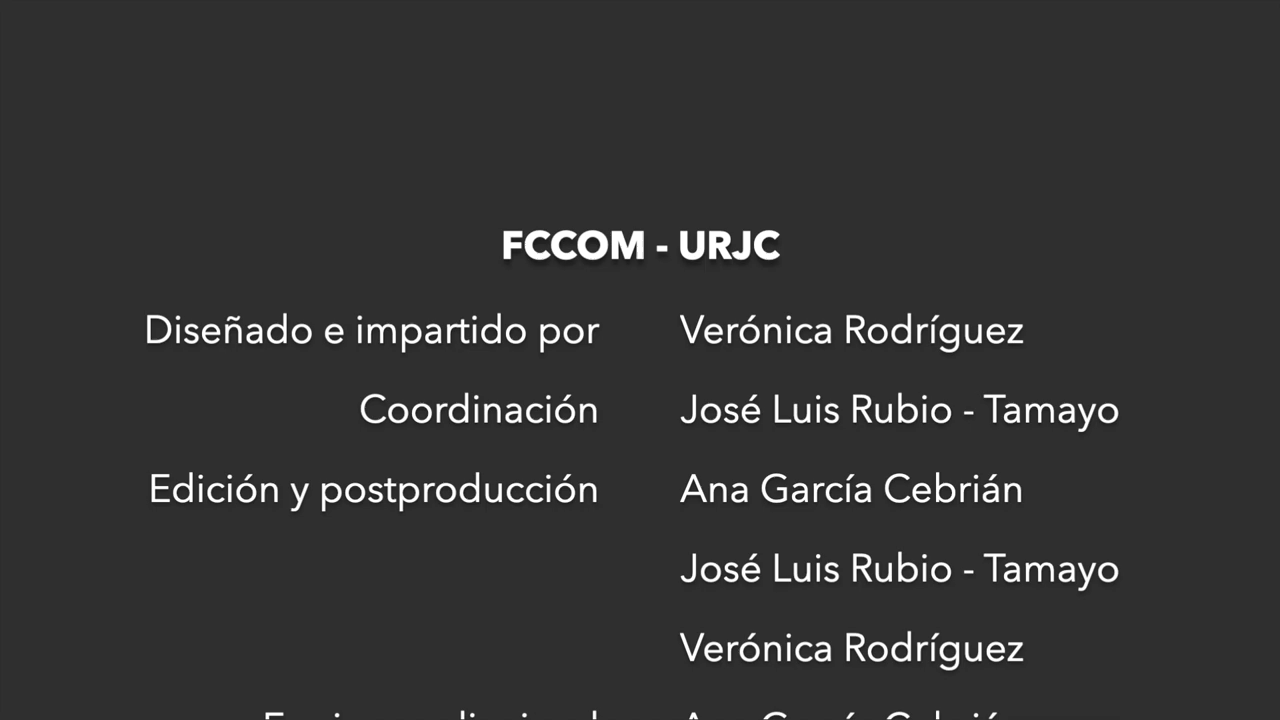 FCCOM - URJC
Diseñado e impartido por Verónica Rodríguez
Coordinación José Luis Rubio - Tamayo
Edición y postproducción Ana García Cebrián
José Luis Rubio - Tamayo
Verónica Rodríguez